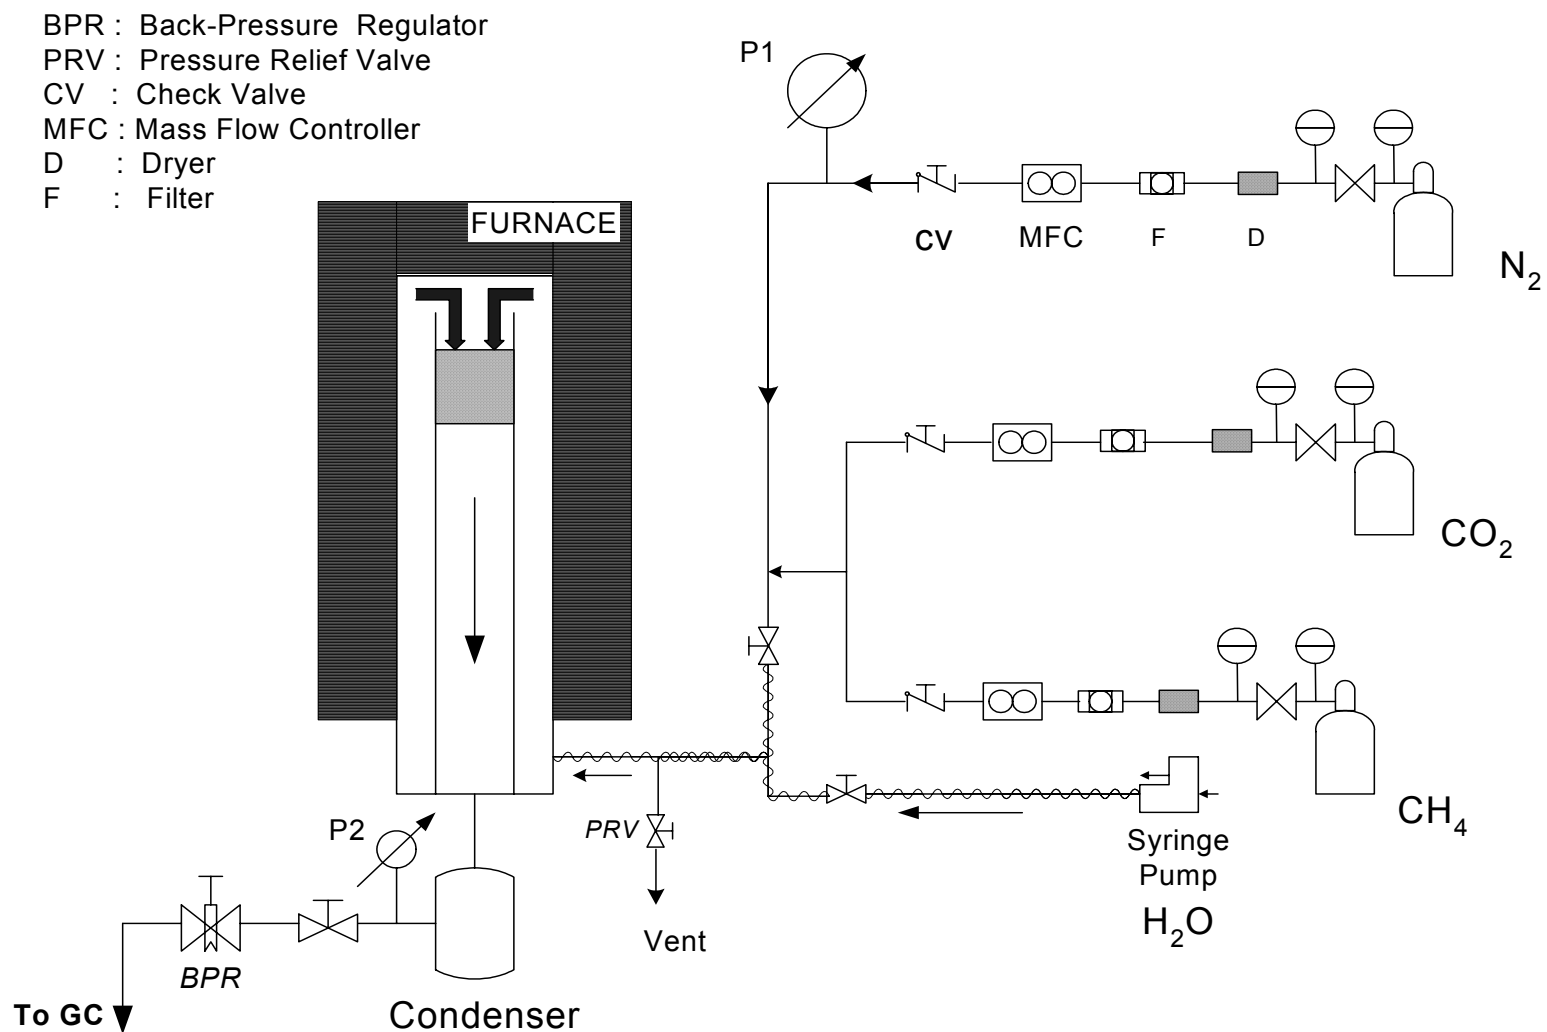 BPR : Back-Pressure Regulator
PRV : Pressure Relief Valve
CV : Check Valve
MFC : Mass Flow Controller
D : Dryer
F : Filter
P1
FURNACE
CV
MFC
F
D
N₂
CO₂
CH₄
P2
PRV
Syringe
Pump
H₂O
Vent
BPR
To GC
Condenser